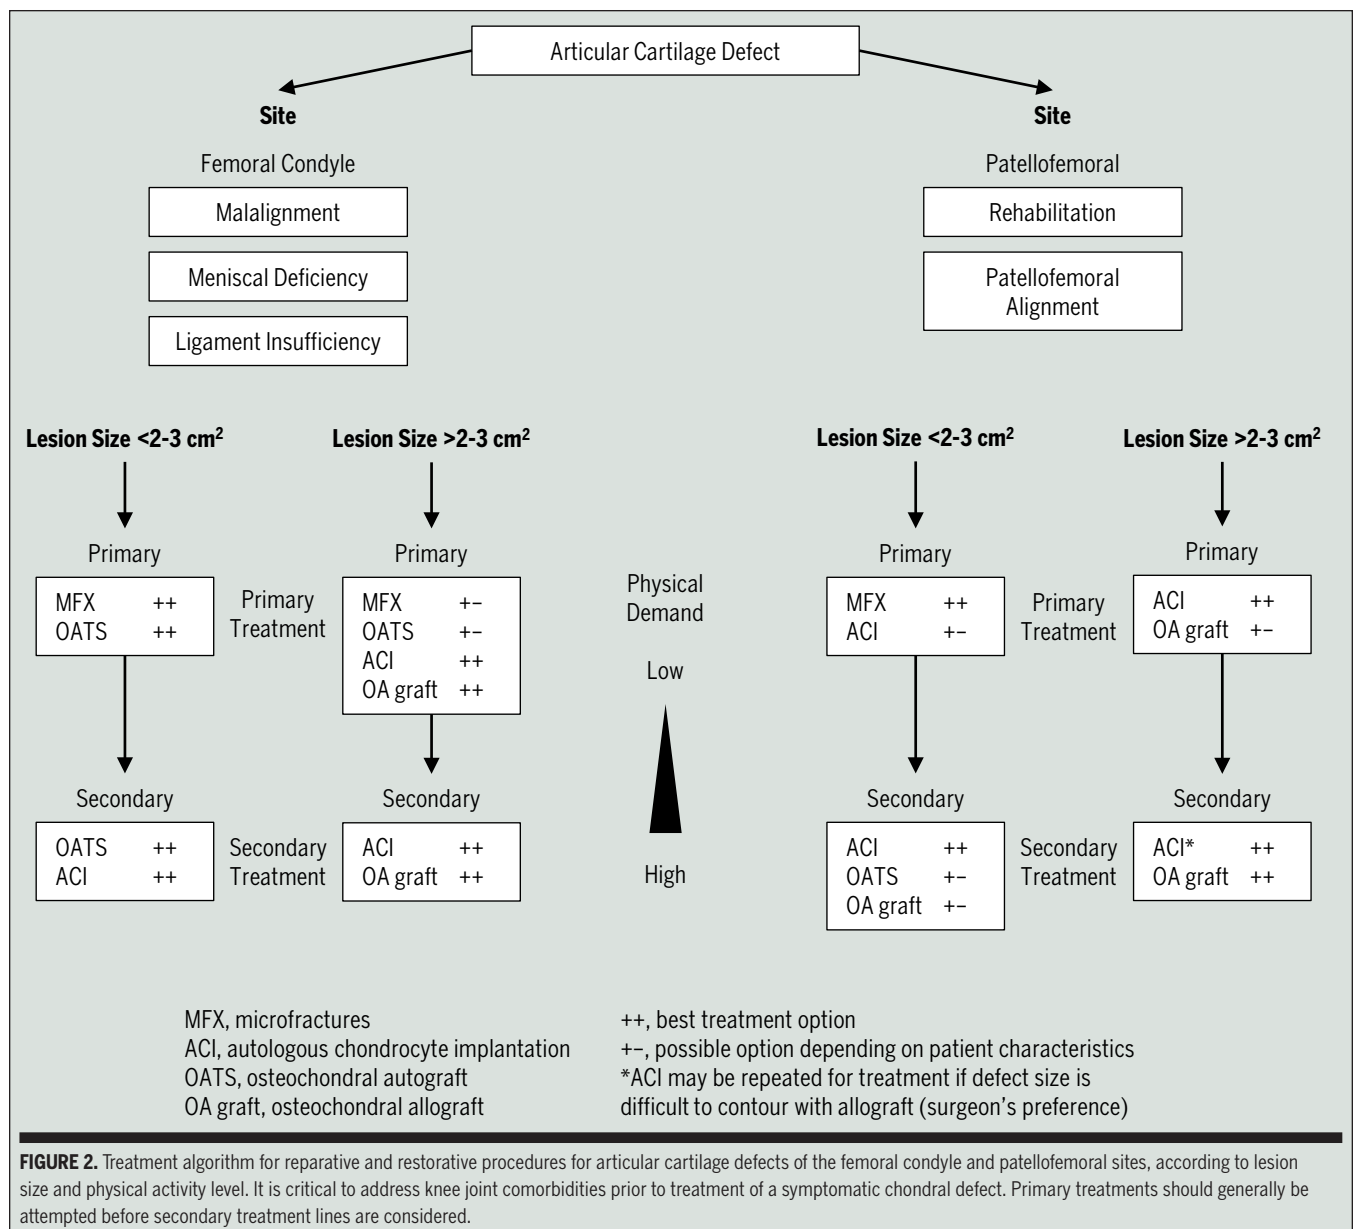 Articular Cartilage Defect
Site
Femoral Condyle
Malalignment
Meniscal Deficiency
Ligament Insufficiency
Site
Patellofemoral
Rehabilitation
Patellofemoral
Alignment
Lesion Size <2-3 cm²
Primary
MFX ++
OATS ++
Secondary
OATS ++
ACI ++
Primary
Treatment
Secondary
Treatment
Lesion Size >2-3 cm²
Primary
MFX +–
OATS +–
ACI ++
OA graft ++
Secondary
ACI ++
OA graft ++
Physical
Demand
Low
High
Lesion Size <2-3 cm²
Primary
MFX ++
ACI +–
Secondary
ACI ++
OATS +–
OA graft +–
Primary
Treatment
Secondary
Treatment
Lesion Size >2-3 cm²
Primary
ACI ++
OA graft +–
Secondary
ACI* ++
OA graft ++
MFX, microfractures
ACI, autologous chondrocyte implantation
OATS, osteochondral autograft
OA graft, osteochondral allograft
++, best treatment option
+–, possible option depending on patient characteristics
*ACI may be repeated for treatment if defect size is
difficult to contour with allograft (surgeon's preference)
FIGURE 2. Treatment algorithm for reparative and restorative procedures for articular cartilage defects of the femoral condyle and patellofemoral sites, according to lesion
size and physical activity level. It is critical to address knee joint comorbidities prior to treatment of a symptomatic chondral defect. Primary treatments should generally be
attempted before secondary treatment lines are considered.